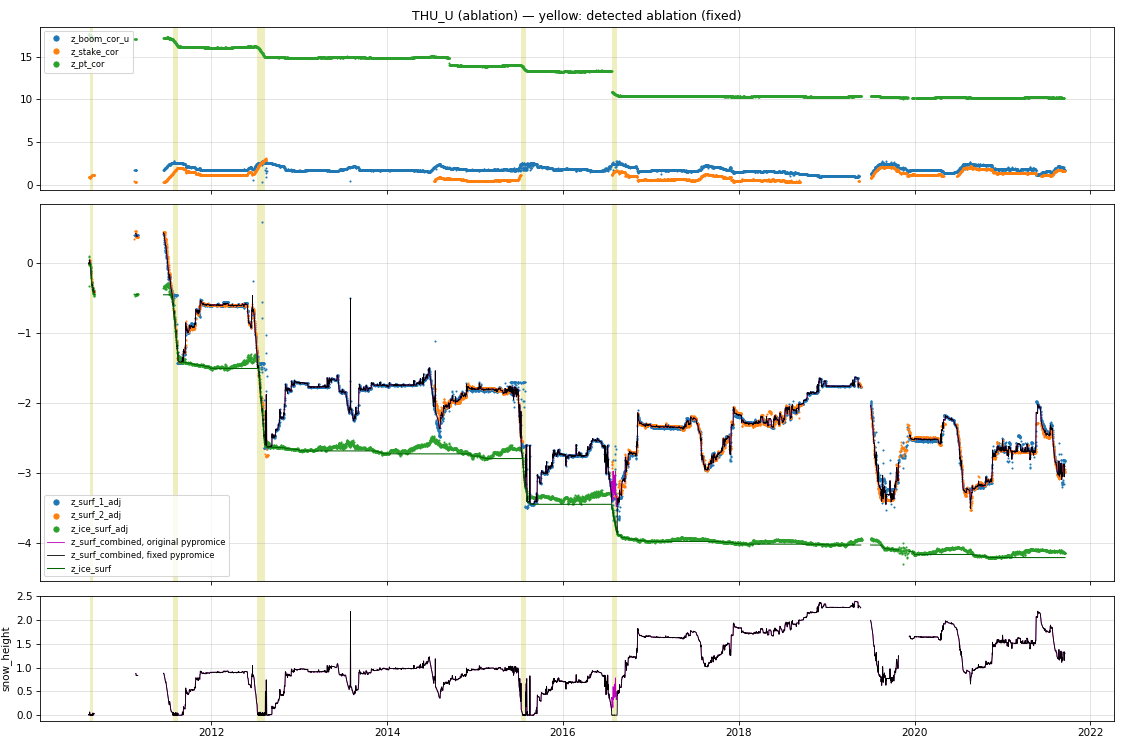 THU_U (ablation) — yellow: detected ablation (fixed)
z_boom_cor_u
z_stake_cor
z_pt_cor
15
10
5
0
0
−1
−2
−3
−4
z_surf_1_adj
z_surf_2_adj
z_ice_surf_adj
z_surf_combined, original pypromice
z_surf_combined, fixed pypromice
z_ice_surf
snow_height
2.5
2.0
1.5
1.0
0.5
0.0
2012 2014 2016 2018 2020 2022